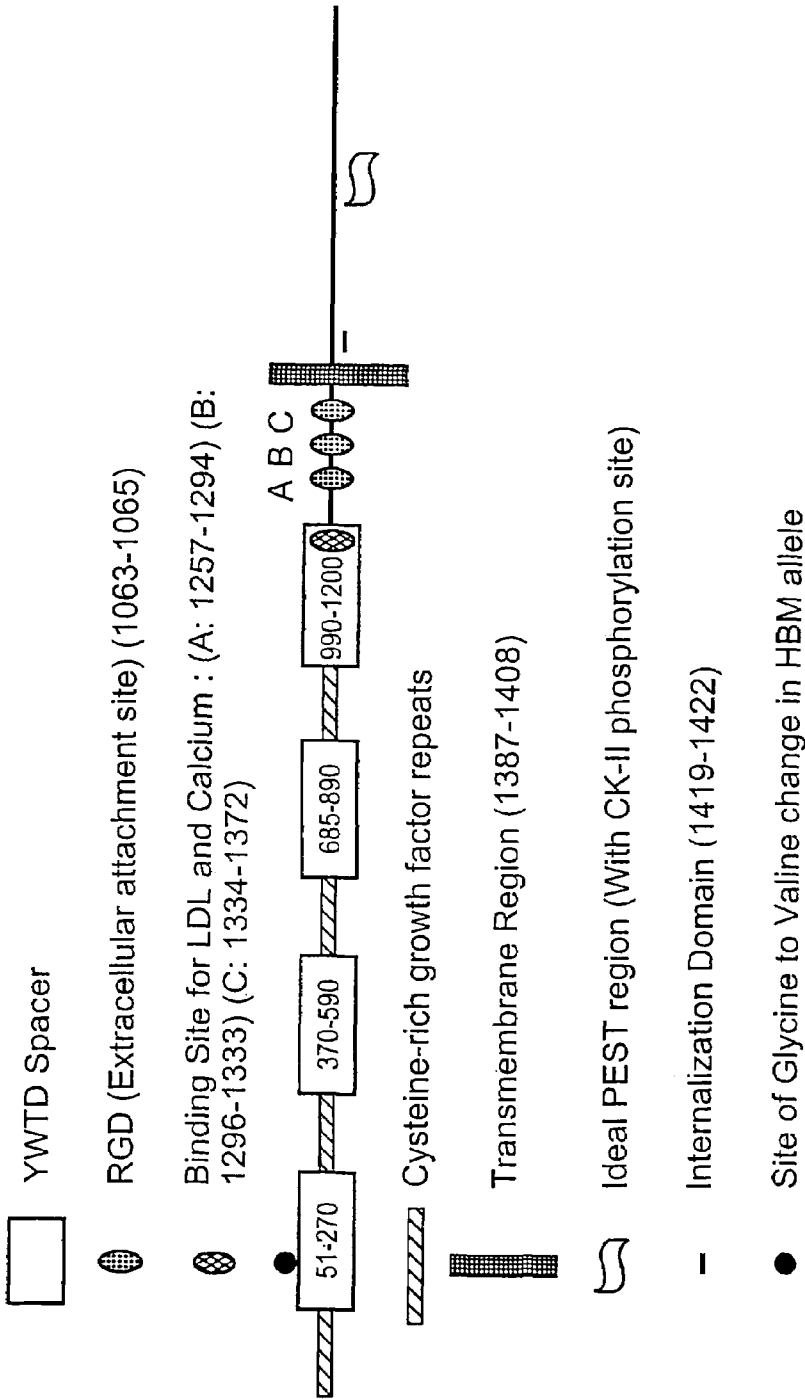 YWTD Spacer
RGD (Extracellular attachment site) (1063-1065)
Binding Site for LDL and Calcium : (A: 1257-1294) (B:
1296-1333) (C: 1334-1372)
A B C
51-270
370-590
685-890
990-1200
Cysteine-rich growth factor repeats
Transmembrane Region (1387-1408)
Ideal PEST region (With CK-II phosphorylation site)
Internalization Domain (1419-1422)
Site of Glycine to Valine change in HBM allele